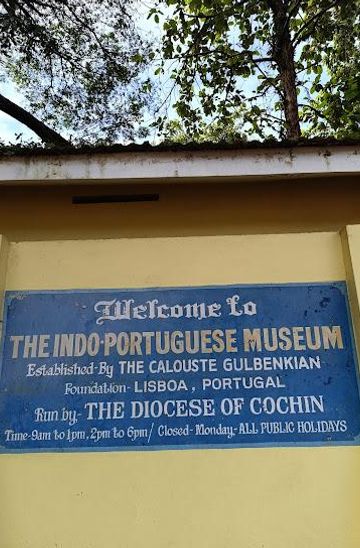 Welcome to
THE INDO-PORTUGUESE MUSEUM
Established-By THE CALOUSTE GULBENKIAN
Foundation- LISBOA, PORTUGAL
Run by- THE DIOCESE OF COCHIN
Time-9am to 1pm, 2pm to 6pm/ Closed- Monday-ALL PUBLIC HOLIDAYS